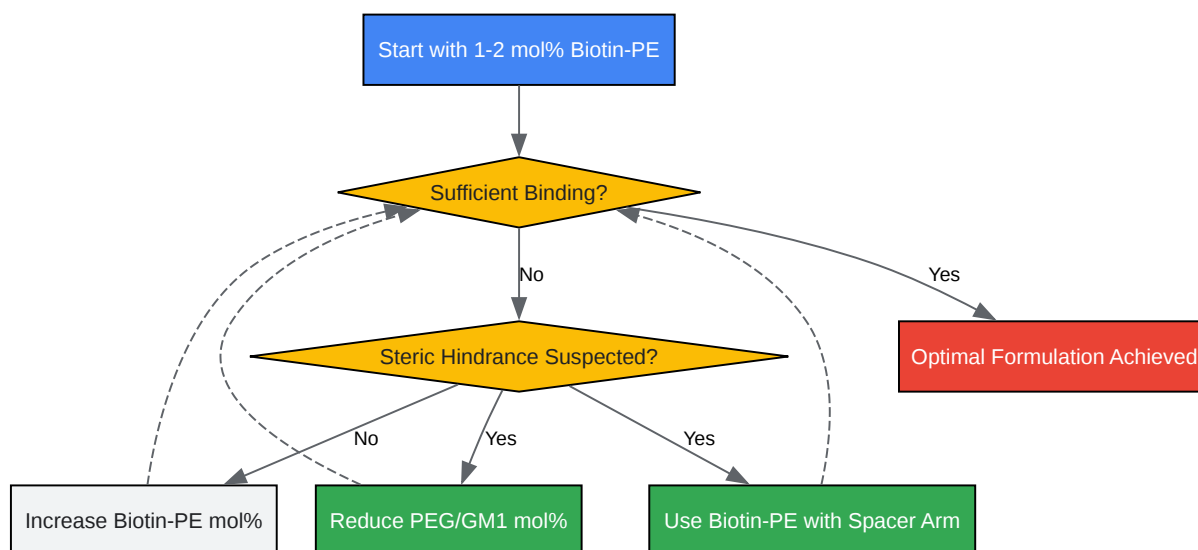 Start with 1-2 mol% Biotin-PE
Sufficient Binding?
No
Yes
Steric Hindrance Suspected?
Optimal Formulation Achieved
No
Yes
Yes
Increase Biotin-PE mol%
Reduce PEG/GM1 mol%
Use Biotin-PE with Spacer Arm